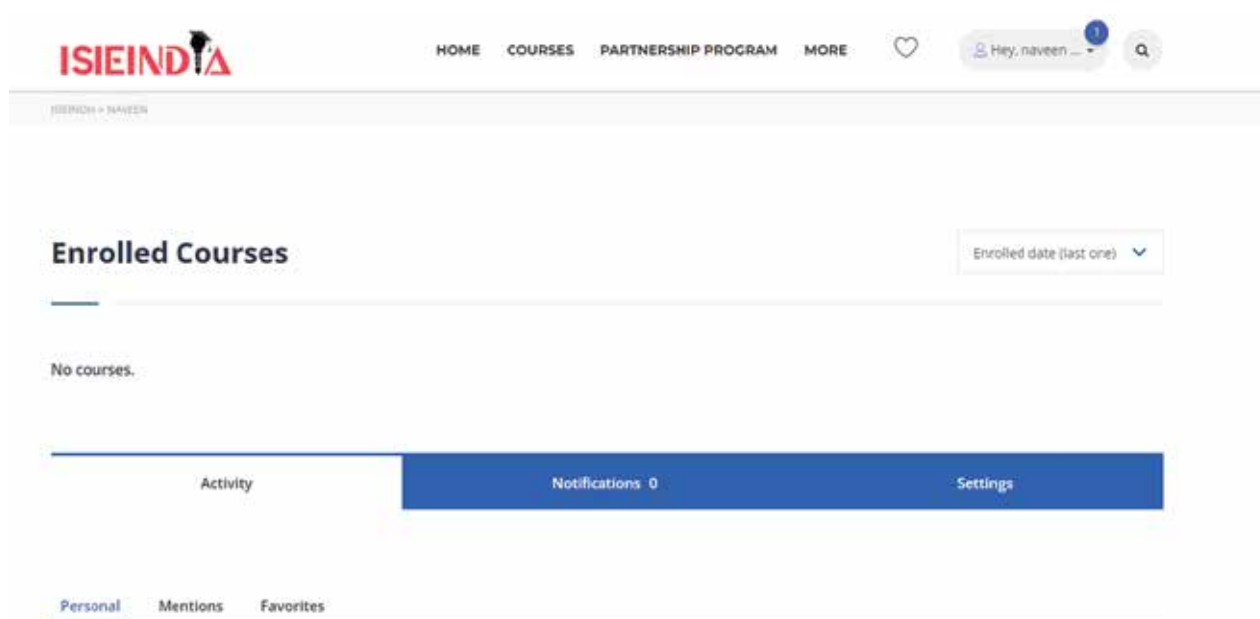 ISIEINDIA
HOME COURSES PARTNERSHIP PROGRAM MORE
Hey, naveen ...
1
ISIEINDIA > NAVEEN
Enrolled Courses
Enrolled date (last one)
No courses.
Activity Notifications 0 Settings
Personal Mentions Favorites